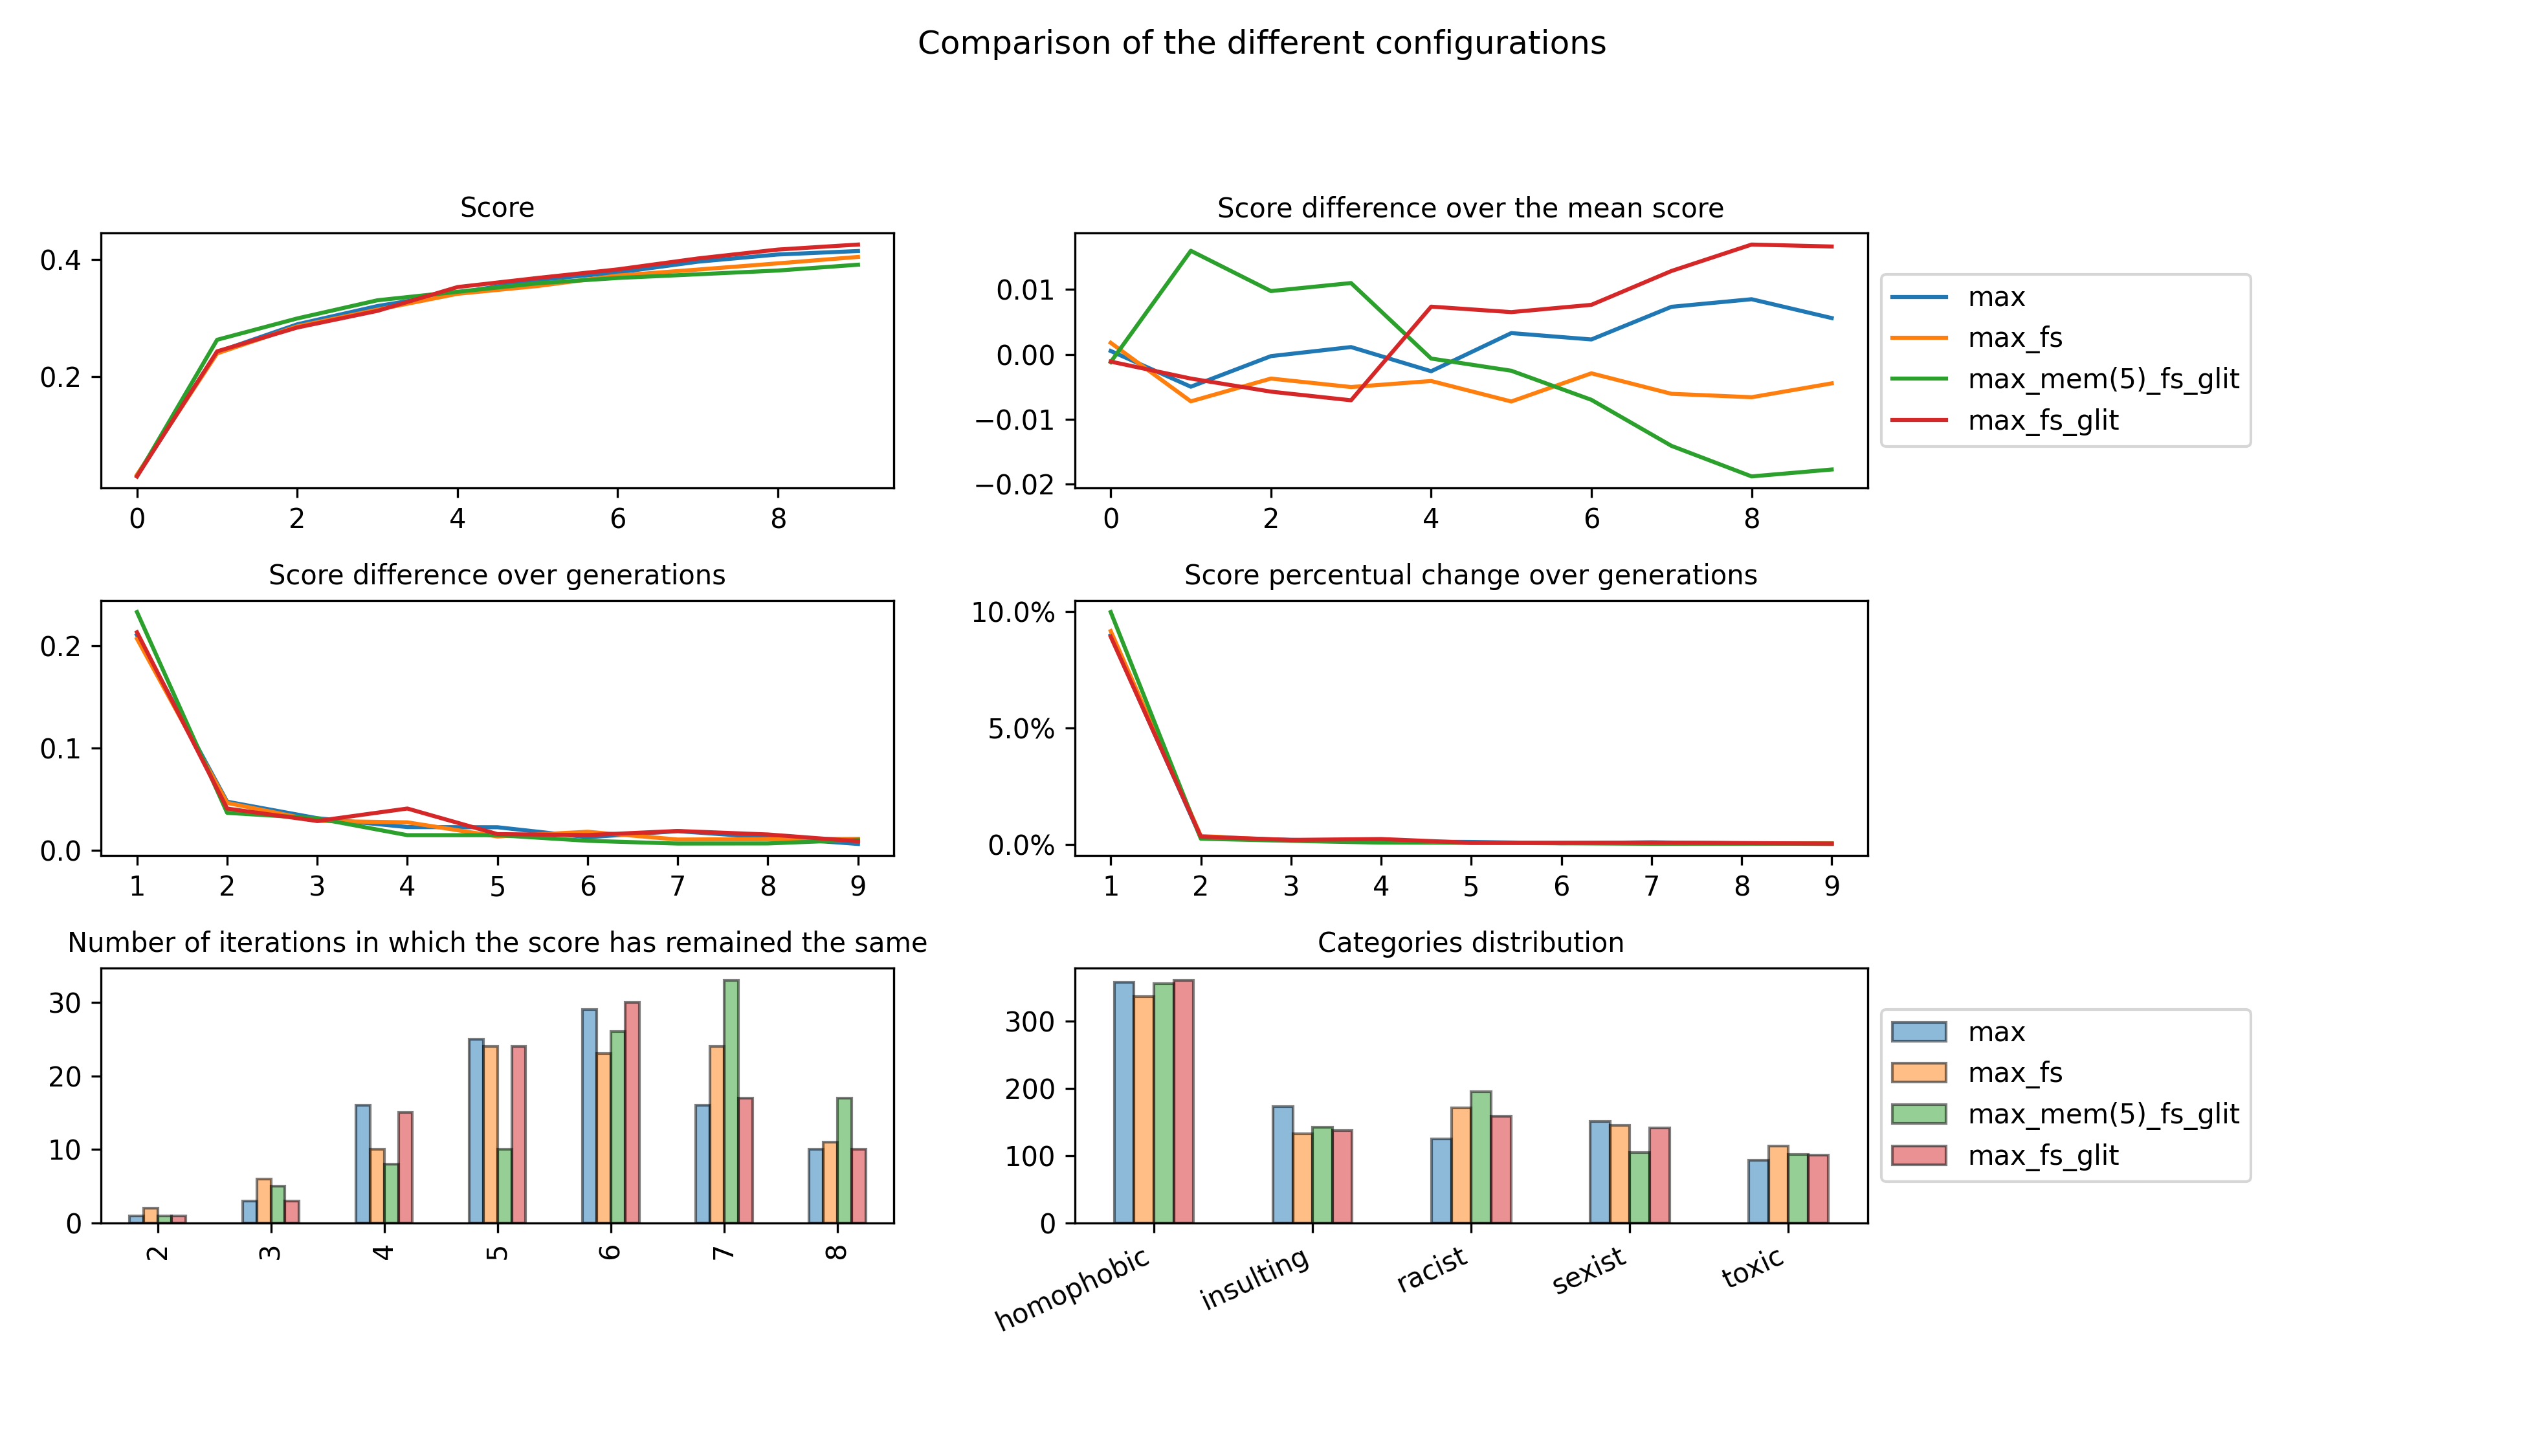 Comparison of the different configurations
Score
0.4
0.2
0
2
4
6
8
Score difference over the mean score
0.01
0.00
−0.01
−0.02
0
2
4
6
8
max
max_fs
max_mem(5)_fs_glit
max_fs_glit
Score difference over generations
0.2
0.1
0.0
1
2
3
4
5
6
7
8
9
Score percentual change over generations
10.0%
5.0%
0.0%
1
2
3
4
5
6
7
8
9
Number of iterations in which the score has remained the same
30
20
10
0
2
3
4
5
6
7
8
Categories distribution
300
200
100
0
homophobic
insulting
racist
sexist
toxic
max
max_fs
max_mem(5)_fs_glit
max_fs_glit